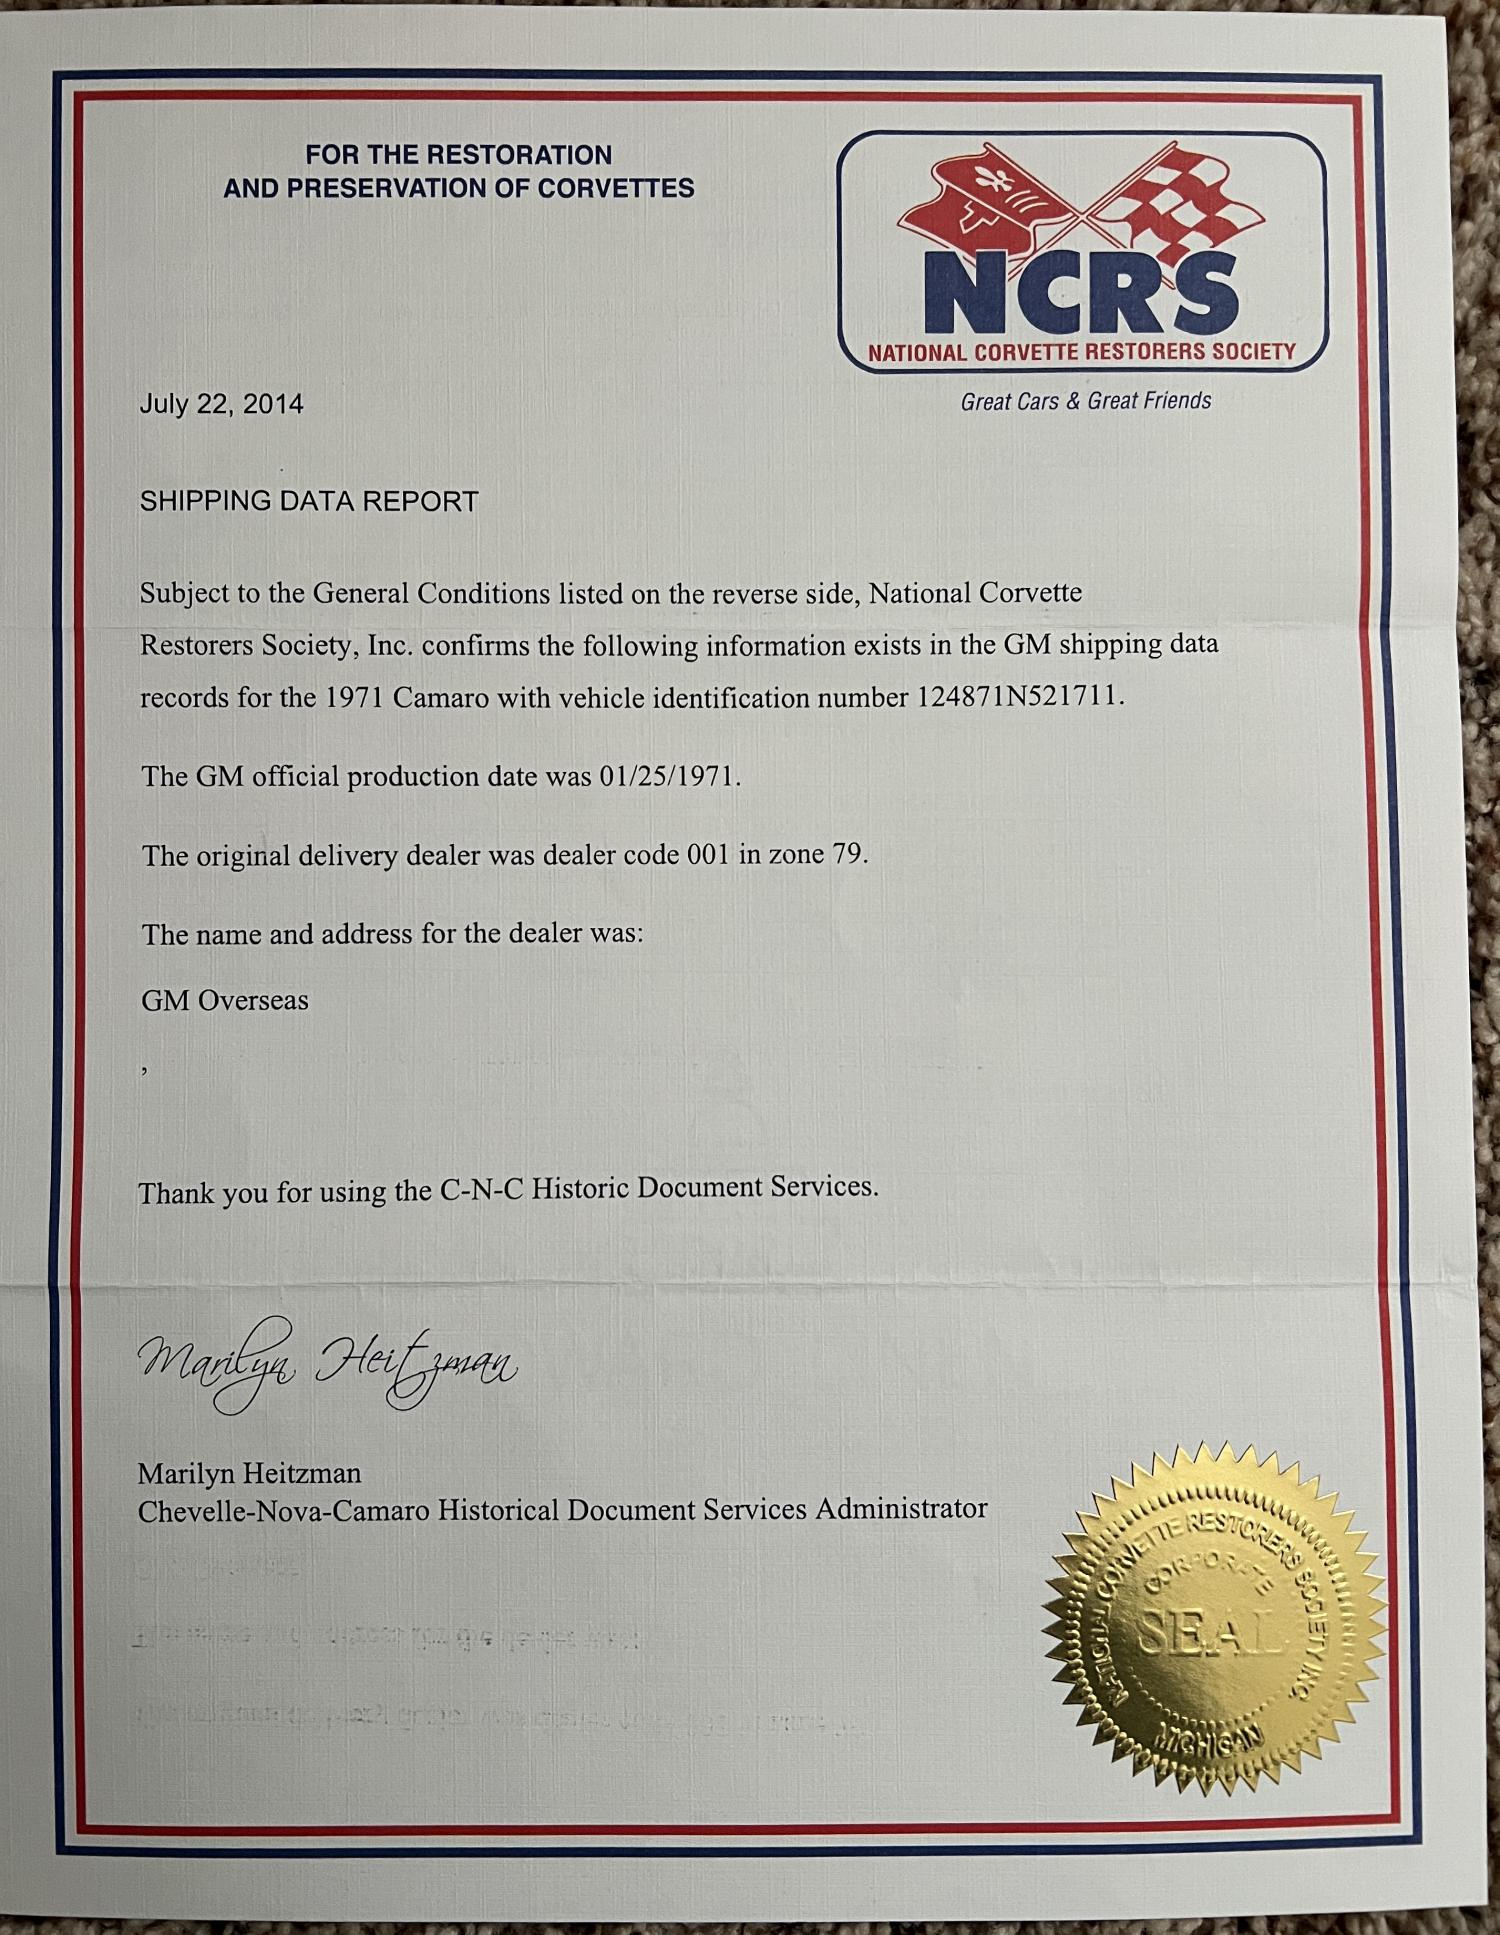 FOR THE RESTORATION
AND PRESERVATION OF CORVETTES
NCRS
NATIONAL CORVETTE RESTORERS SOCIETY
Great Cars & Great Friends
July 22, 2014
SHIPPING DATA REPORT
Subject to the General Conditions listed on the reverse side, National Corvette
Restorers Society, Inc. confirms the following information exists in the GM shipping data
records for the 1971 Camaro with vehicle identification number 124871N521711.
The GM official production date was 01/25/1971.
The original delivery dealer was dealer code 001 in zone 79.
The name and address for the dealer was:
GM Overseas
,
Thank you for using the C-N-C Historic Document Services.
Marilyn Heitzman
Marilyn Heitzman
Chevelle-Nova-Camaro Historical Document Services Administrator
NATIONAL CORVETTE RESTORERS SOCIETY INC.
CORPORATE
SEAL
MICHIGAN